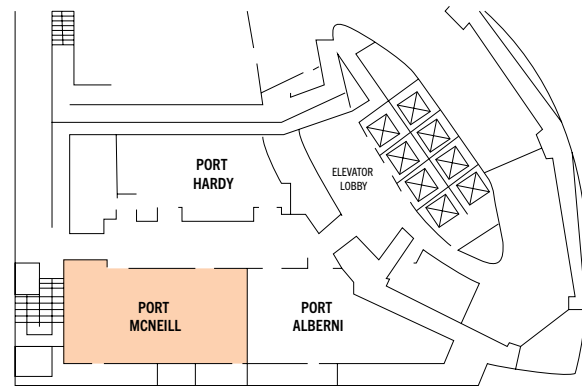 PORT
HARDY
ELEVATOR
LOBBY
PORT
MCNEILL
PORT
ALBERNI